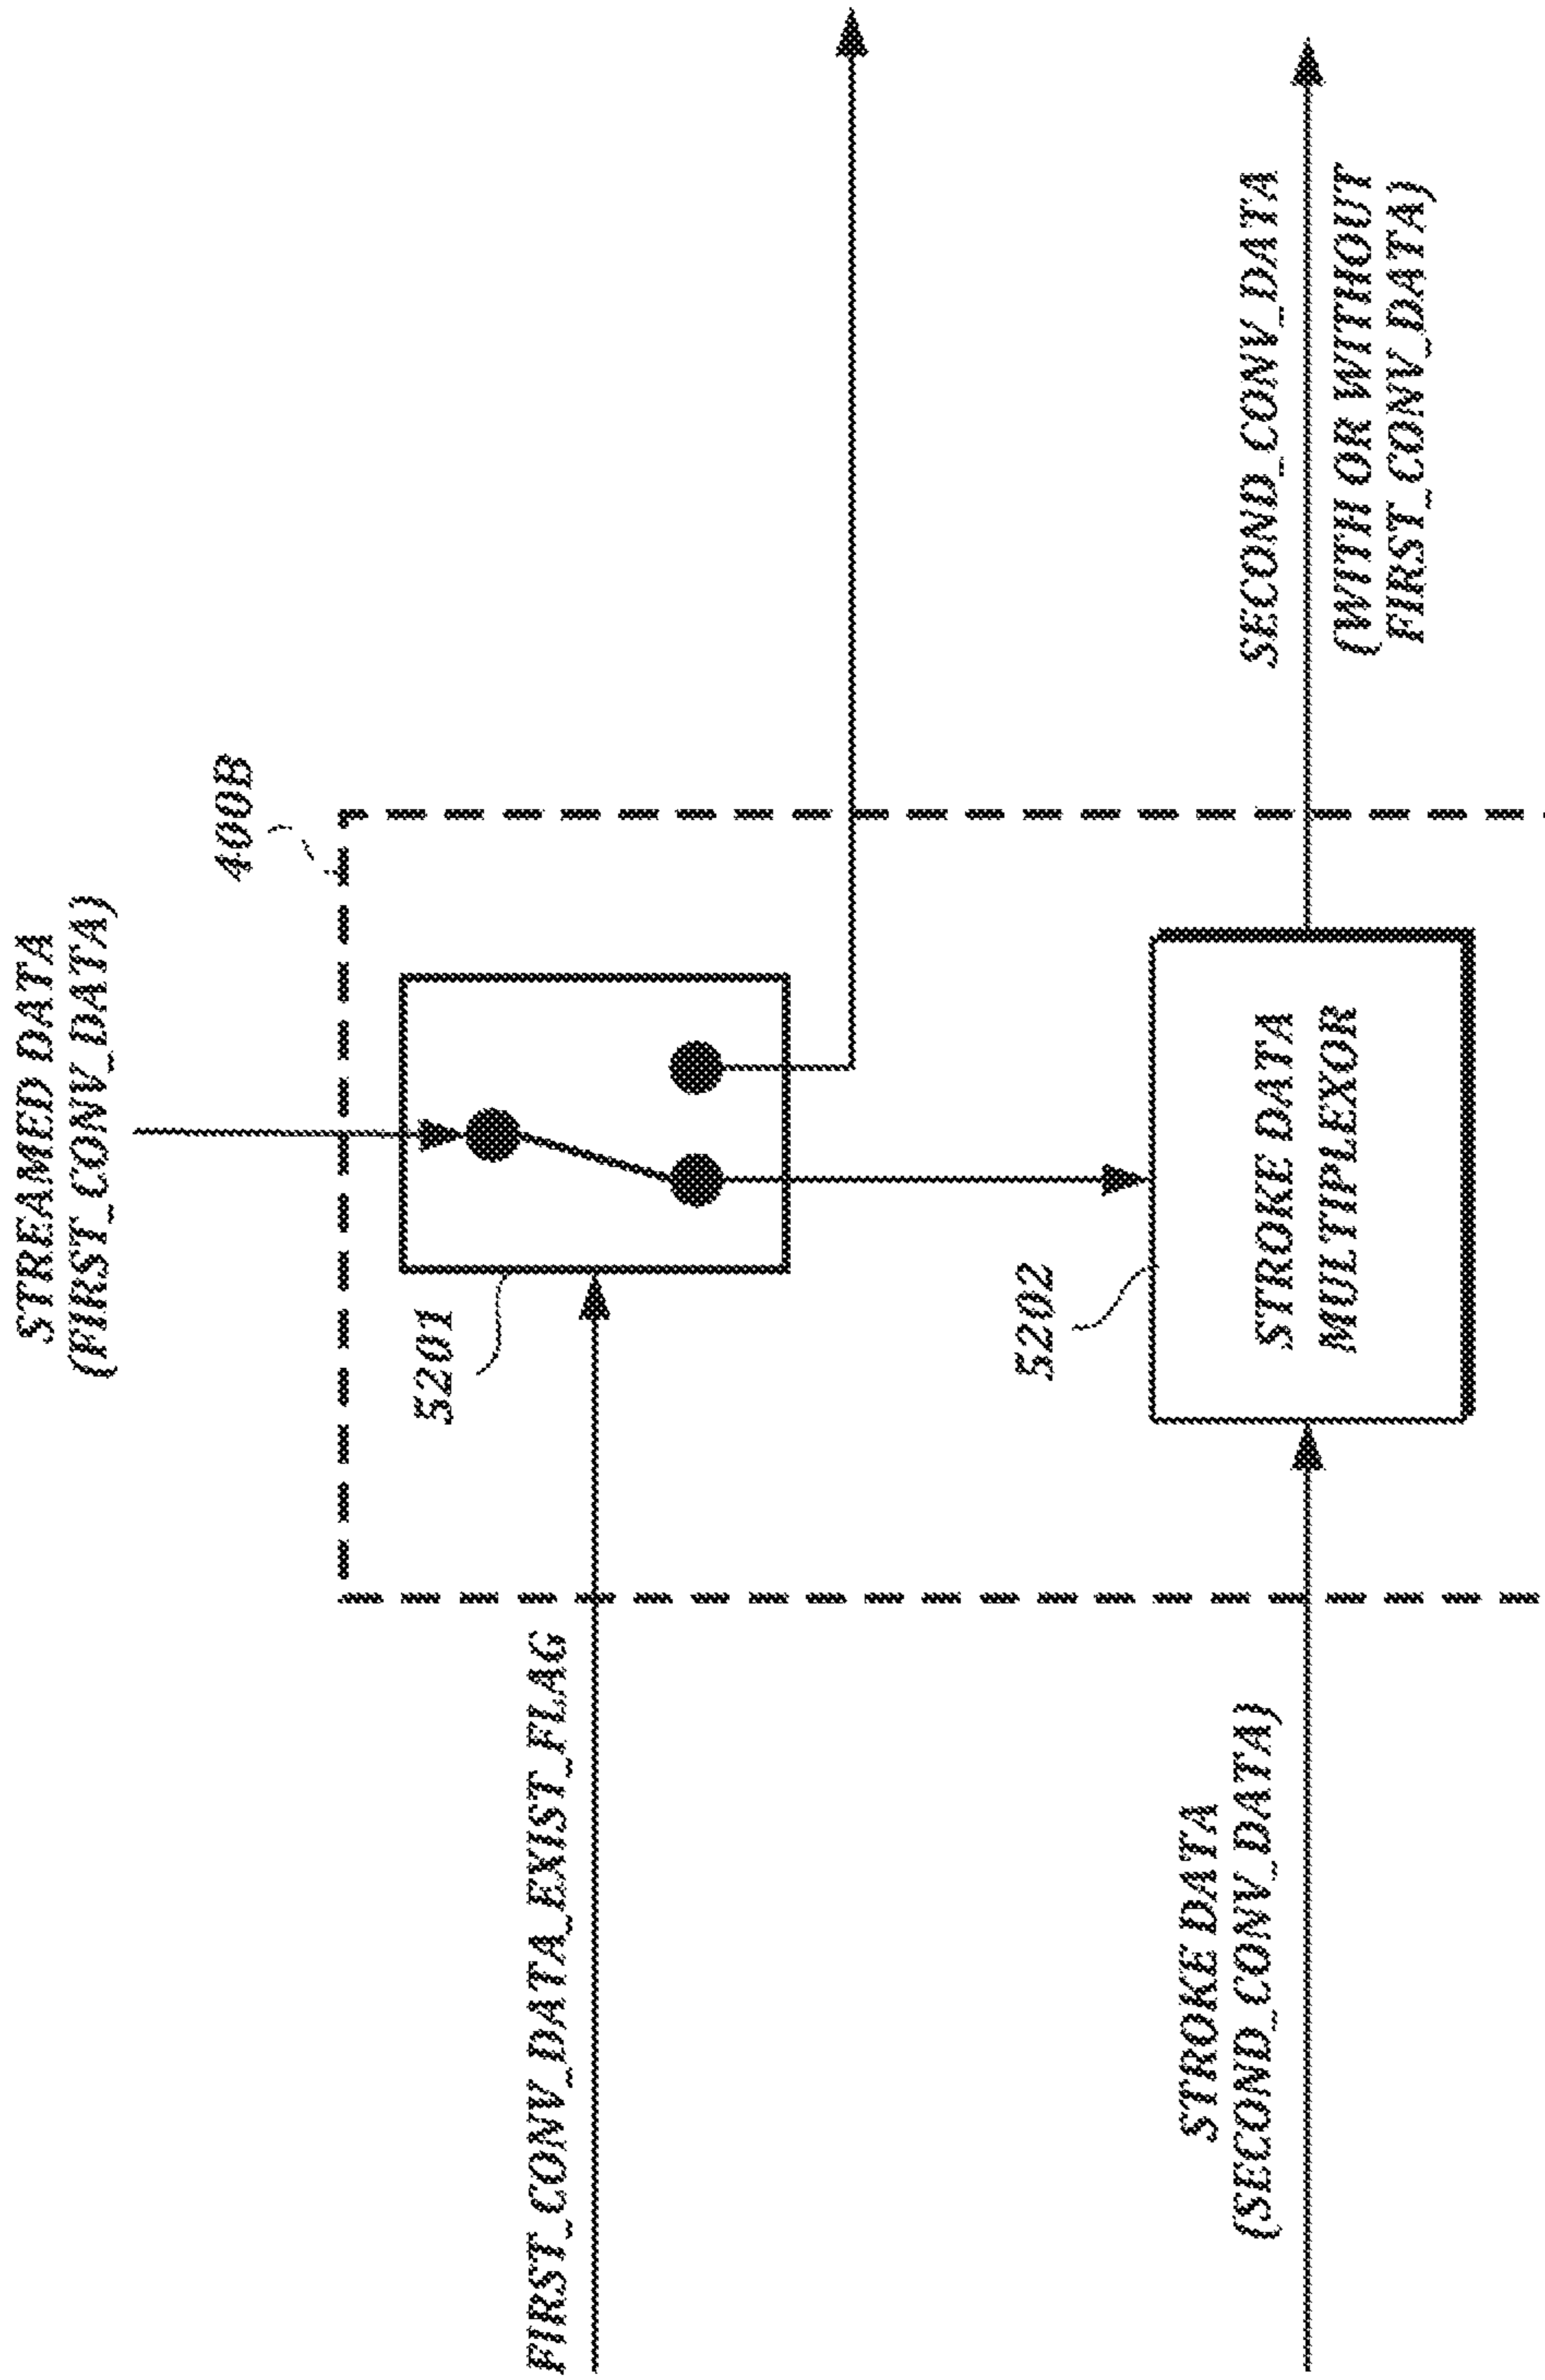 STREAMED DATA
(FIRST_CONV_DATA)
400B
FIRST_CONV_DATA_EXIST_FLAG
5201
5202
STROKE DATA
(SECOND_CONV_DATA)
STROKE DATA
MULTIPLEXOR
SECOND_CONV_DATA
(WITH OR WITHOUT
FIRST_CONV_DATA)